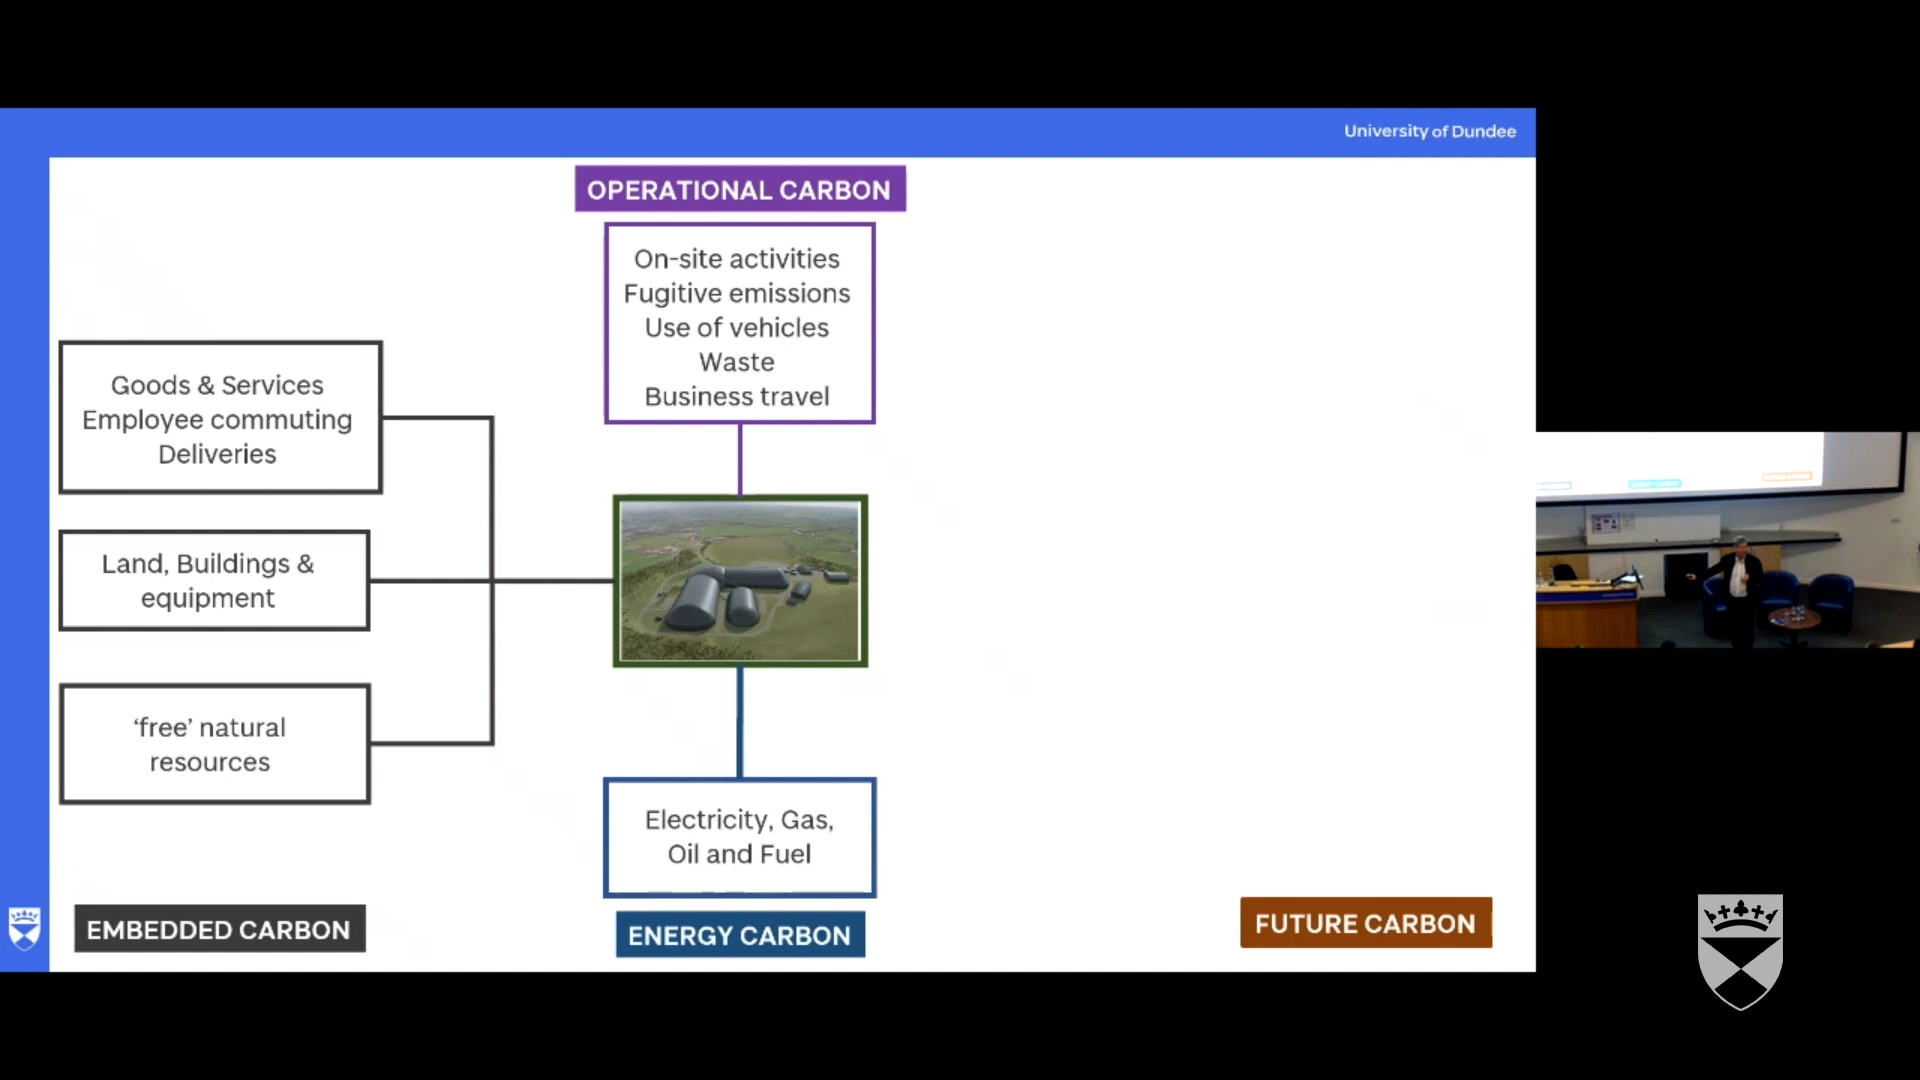 University of Dundee
OPERATIONAL CARBON
On-site activities
Fugitive emissions
Use of vehicles
Waste
Business travel
Goods & Services
Employee commuting
Deliveries
Land, Buildings &
equipment
‘free’ natural
resources
Electricity, Gas,
Oil and Fuel
EMBEDDED CARBON
ENERGY CARBON
FUTURE CARBON